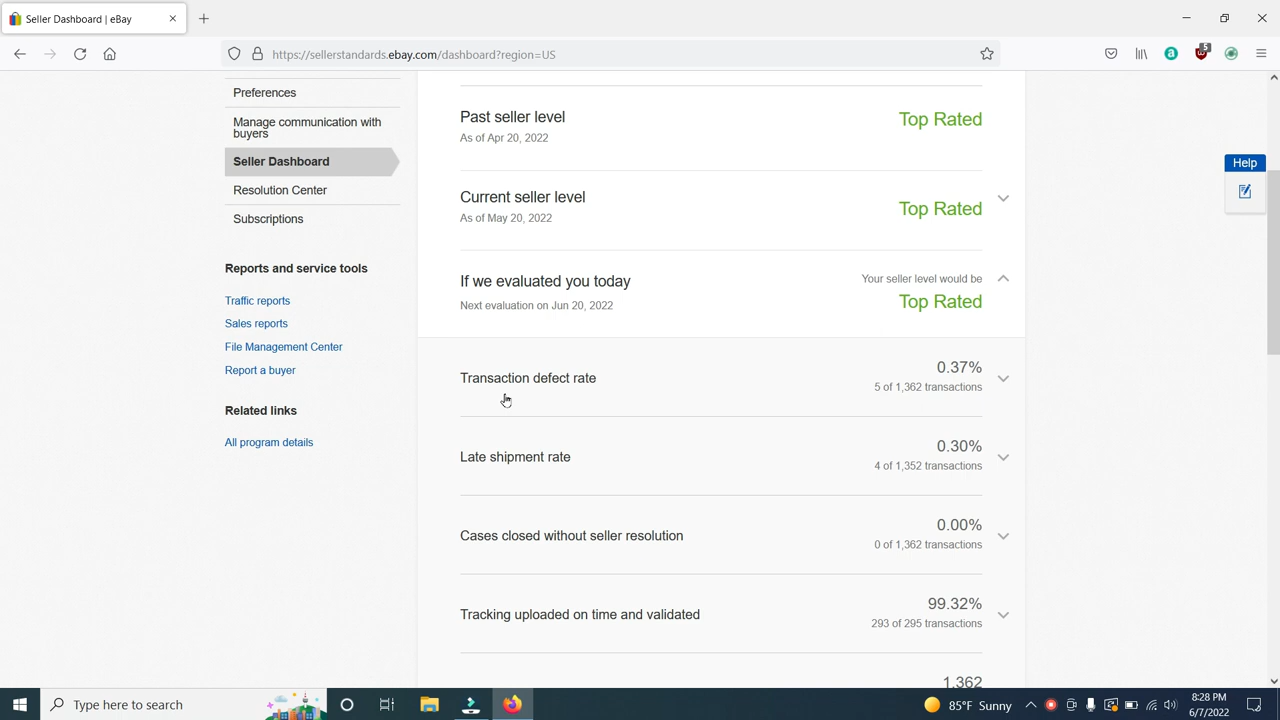 Seller Dashboard | eBay
https://sellerstandards.ebay.com/dashboard?region=US
5
Preferences
Manage communication with
buyers
Seller Dashboard
Resolution Center
Subscriptions
Reports and service tools
Traffic reports
Sales reports
File Management Center
Report a buyer
Related links
All program details
Past seller level
As of Apr 20, 2022
Top Rated
Current seller level
As of May 20, 2022
Top Rated
If we evaluated you today
Next evaluation on Jun 20, 2022
Your seller level would be
Top Rated
Transaction defect rate
0.37%
5 of 1,362 transactions
Late shipment rate
0.30%
4 of 1,352 transactions
Cases closed without seller resolution
0.00%
0 of 1,362 transactions
Tracking uploaded on time and validated
99.32%
293 of 295 transactions
1,362
Help
Type here to search
85°F Sunny
8:28 PM
6/7/2022